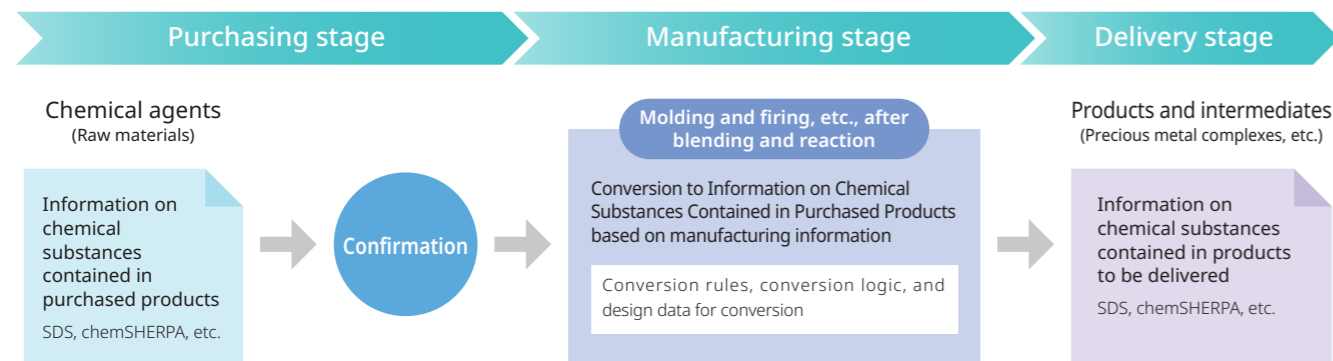 Purchasing stage
Manufacturing stage
Delivery stage
Chemical agents
(Raw materials)
Information on
chemical
substances
contained in
purchased products
SDS, chemSHERPA, etc.
Confirmation
Molding and firing, etc., after
blending and reaction
Conversion to Information on Chemical
Substances Contained in Purchased Products
based on manufacturing information
Conversion rules, conversion logic, and
design data for conversion
Products and intermediates
(Precious metal complexes, etc.)
Information on
chemical substances
contained in products
to be delivered
SDS, chemSHERPA, etc.